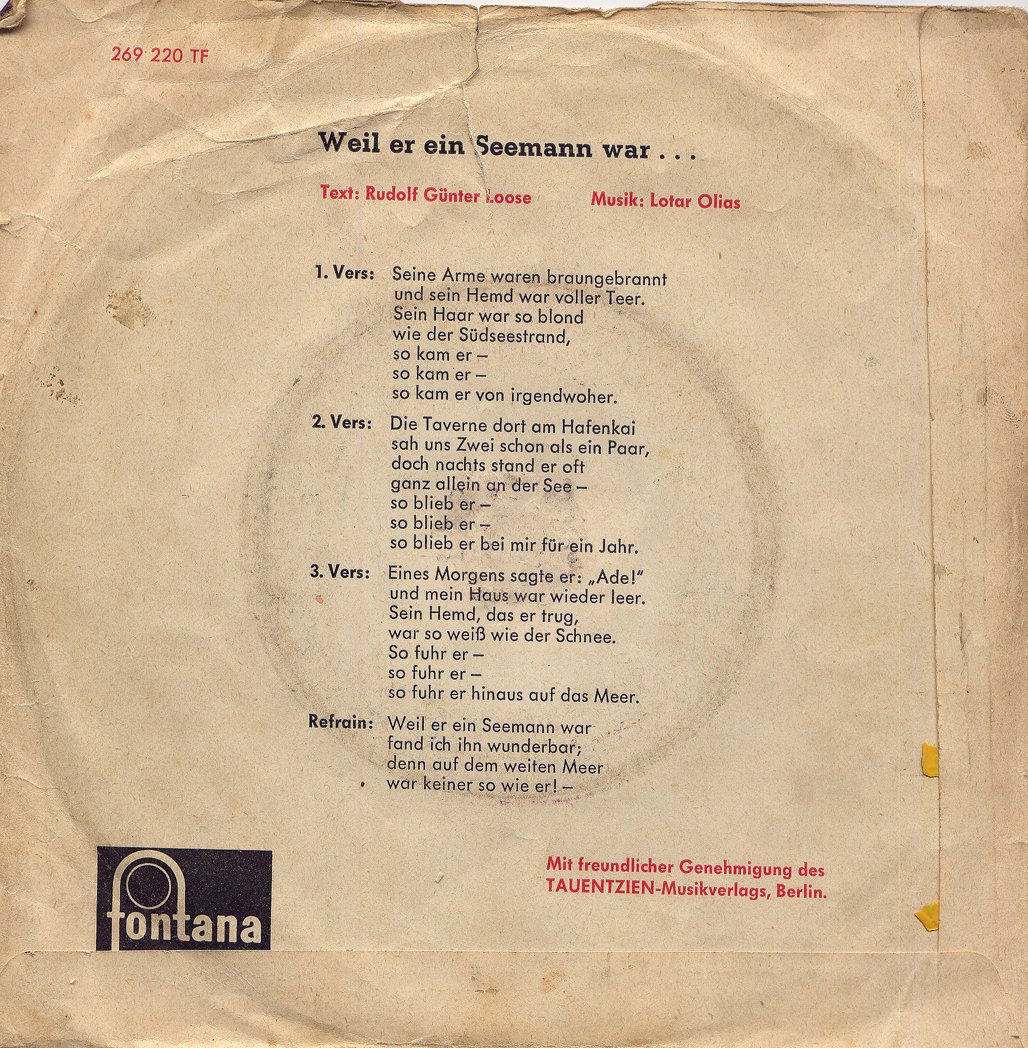 269 220 TF
Weil er ein Seemann war . . .
Text: Rudolf Günter Loose Musik: Lotar Olias
1. Vers: Seine Arme waren braungebrannt
und sein Hemd war voller Teer.
Sein Haar war so blond
wie der Südseestrand,
so kam er –
so kam er –
so kam er von irgendwoher.
2. Vers: Die Taverne dort am Hafenkai
sah uns Zwei schon als ein Paar,
doch nachts stand er oft
ganz allein an der See –
so blieb er –
so blieb er –
so blieb er bei mir für ein Jahr.
3. Vers: Eines Morgens sagte er: „Ade!“
und mein Haus war wieder leer.
Sein Hemd, das er trug,
war so weiß wie der Schnee.
So fuhr er –
so fuhr er –
so fuhr er hinaus auf das Meer.
Refrain: Weil er ein Seemann war
fand ich ihn wunderbar;
denn auf dem weiten Meer
war keiner so wie er! –
Mit freundlicher Genehmigung des
TAUENTZIEN-Musikverlags, Berlin.
fontana